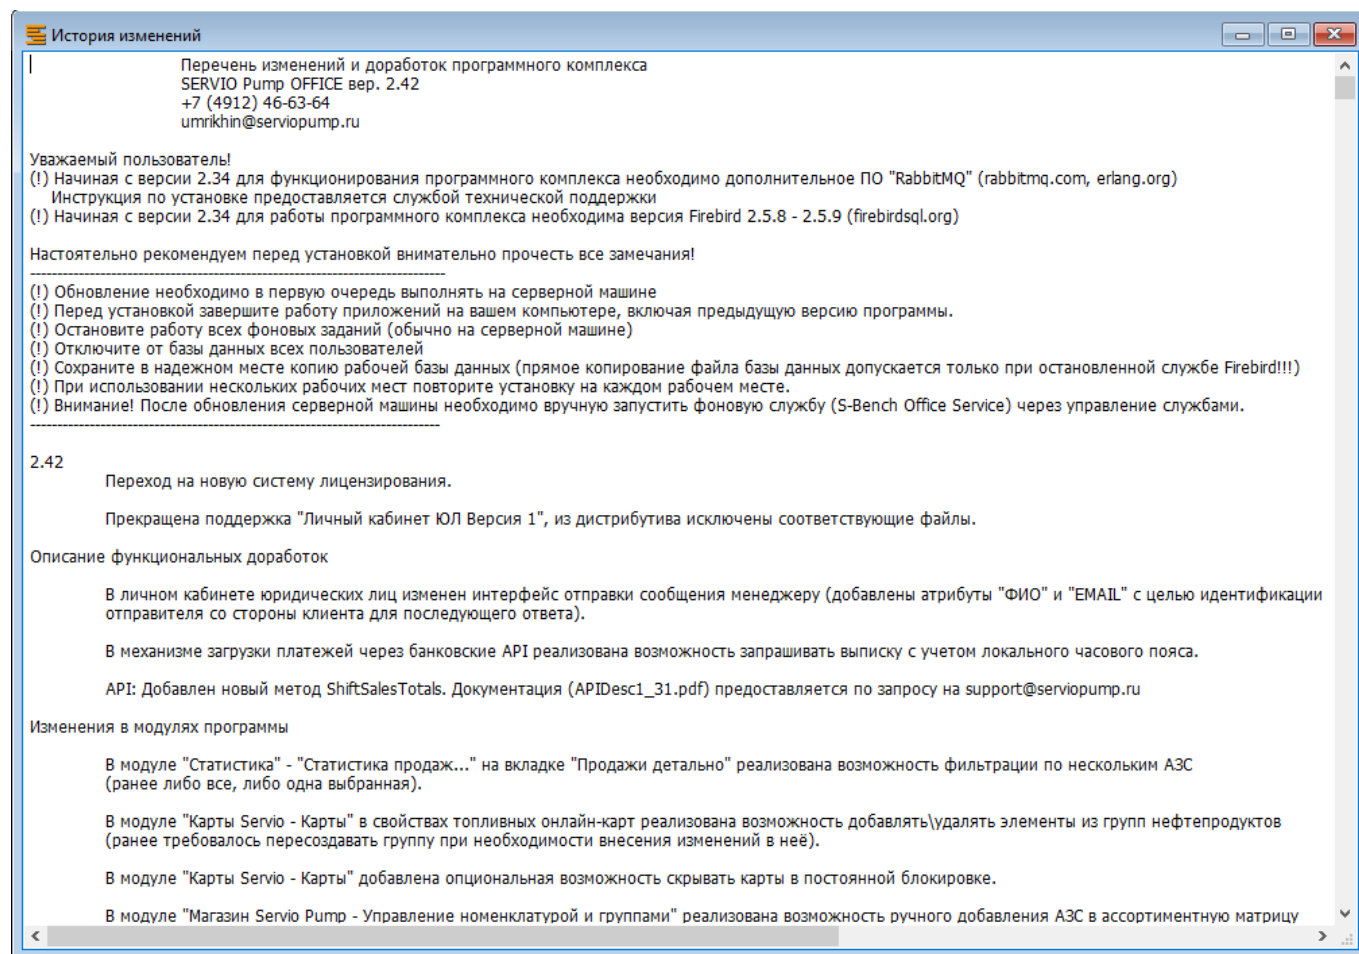 История изменений
Перечень изменений и доработок программного комплекса
SERVIO Pump OFFICE вер. 2.42
+7 (4912) 46-63-64
umrikhin@serviopump.ru
Уважаемый пользователь!
(!) Начиная с версии 2.34 для функционирования программного комплекса необходимо дополнительное ПО "RabbitMQ" (rabbitmq.com, erlang.org)
Инструкция по установке предоставляется службой технической поддержки
(!) Начиная с версии 2.34 для работы программного комплекса необходима версия Firebird 2.5.8 - 2.5.9 (firebirdsql.org)
Настоятельно рекомендуем перед установкой внимательно прочесть все замечания!
(!) Обновление необходимо в первую очередь выполнять на серверной машине
(!) Перед установкой завершите работу приложений на вашем компьютере, включая предыдущую версию программы.
(!) Остановите работу всех фоновых заданий (обычно на серверной машине)
(!) Отключите от базы данных всех пользователей
(!) Сохраните в надежном месте копию рабочей базы данных (прямое копирование файла базы данных допускается только при остановленной службе Firebird!!!)
(!) При использовании нескольких рабочих мест повторите установку на каждом рабочем месте.
(!) Внимание! После обновления серверной машины необходимо вручную запустить фоновую службу (S-Bench Office Service) через управление службами.
2.42
Переход на новую систему лицензирования.
Прекращена поддержка "Личный кабинет ЮЛ Версия 1", из дистрибутива исключены соответствующие файлы.
Описание функциональных доработок
В личном кабинете юридических лиц изменен интерфейс отправки сообщения менеджеру (добавлены атрибуты "ФИО" и "EMAIL" с целью идентификации
отправителя со стороны клиента для последующего ответа).
В механизме загрузки платежей через банковские API реализована возможность запрашивать выписку с учетом локального часового пояса.
API: Добавлен новый метод ShiftSalesTotals. Документация (APIDesc1_31.pdf) предоставляется по запросу на support@serviopump.ru
Изменения в модулях программы
В модуле "Статистика" - "Статистика продаж..." на вкладке "Продажи детально" реализована возможность фильтрации по нескольким АЗС
(ранее либо все, либо одна выбранная).
В модуле "Карты Servio - Карты" в свойствах топливных онлайн-карт реализована возможность добавлять\удалять элементы из групп нефтепродуктов
(ранее требовалось пересоздавать группу при необходимости внесения изменений в неё).
В модуле "Карты Servio - Карты" добавлена опциональная возможность скрывать карты в постоянной блокировке.
В модуле "Магазин Servio Pump - Управление номенклатурой и группами" реализована возможность ручного добавления АЗС в ассортиментную матрицу